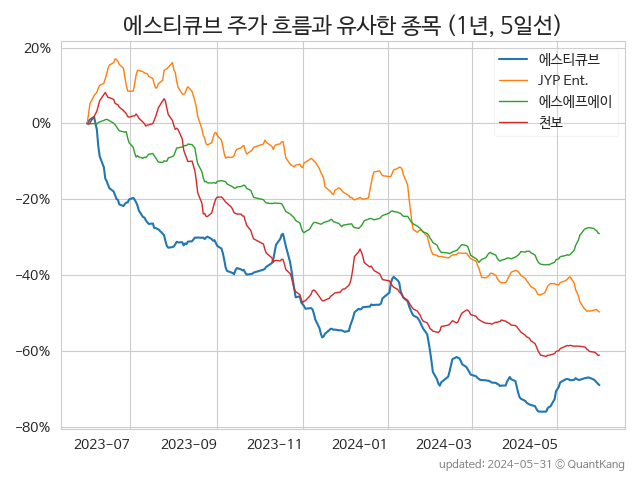 에스티큐브 주가 흐름과 유사한 종목 (1년, 5일선)
20%
0%
−20%
−40%
−60%
−80%
에스티큐브
JYP Ent.
에스에프에이
천보
2023-07
2023-09
2023-11
2024-01
2024-03
2024-05
updated: 2024-05-31 © QuantKang